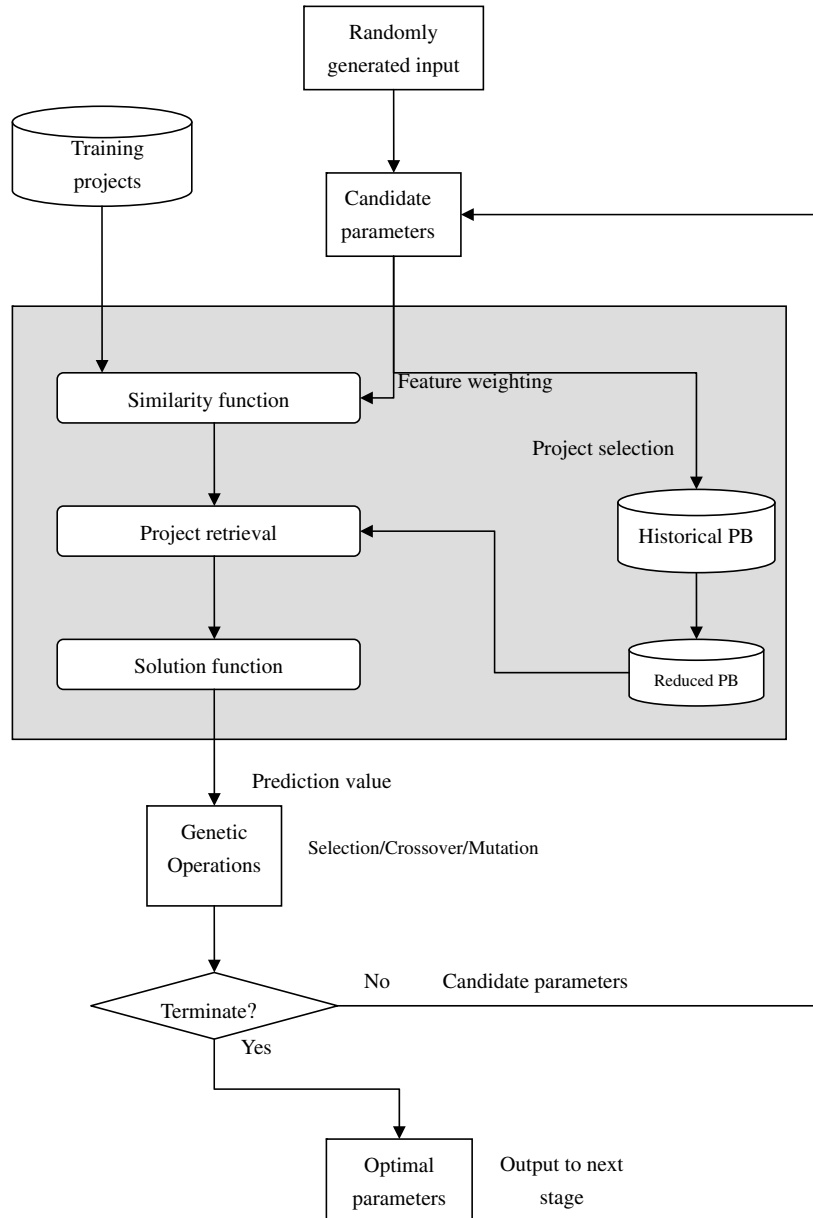 Randomly
generated input
Training
projects
Candidate
parameters
Feature weighting
Similarity function
Project selection
Project retrieval
Historical PB
Solution function
Reduced PB
Prediction value
Genetic
Operations
Selection/Crossover/Mutation
No
Candidate parameters
Terminate?
Yes
Optimal
parameters
Output to next
stage